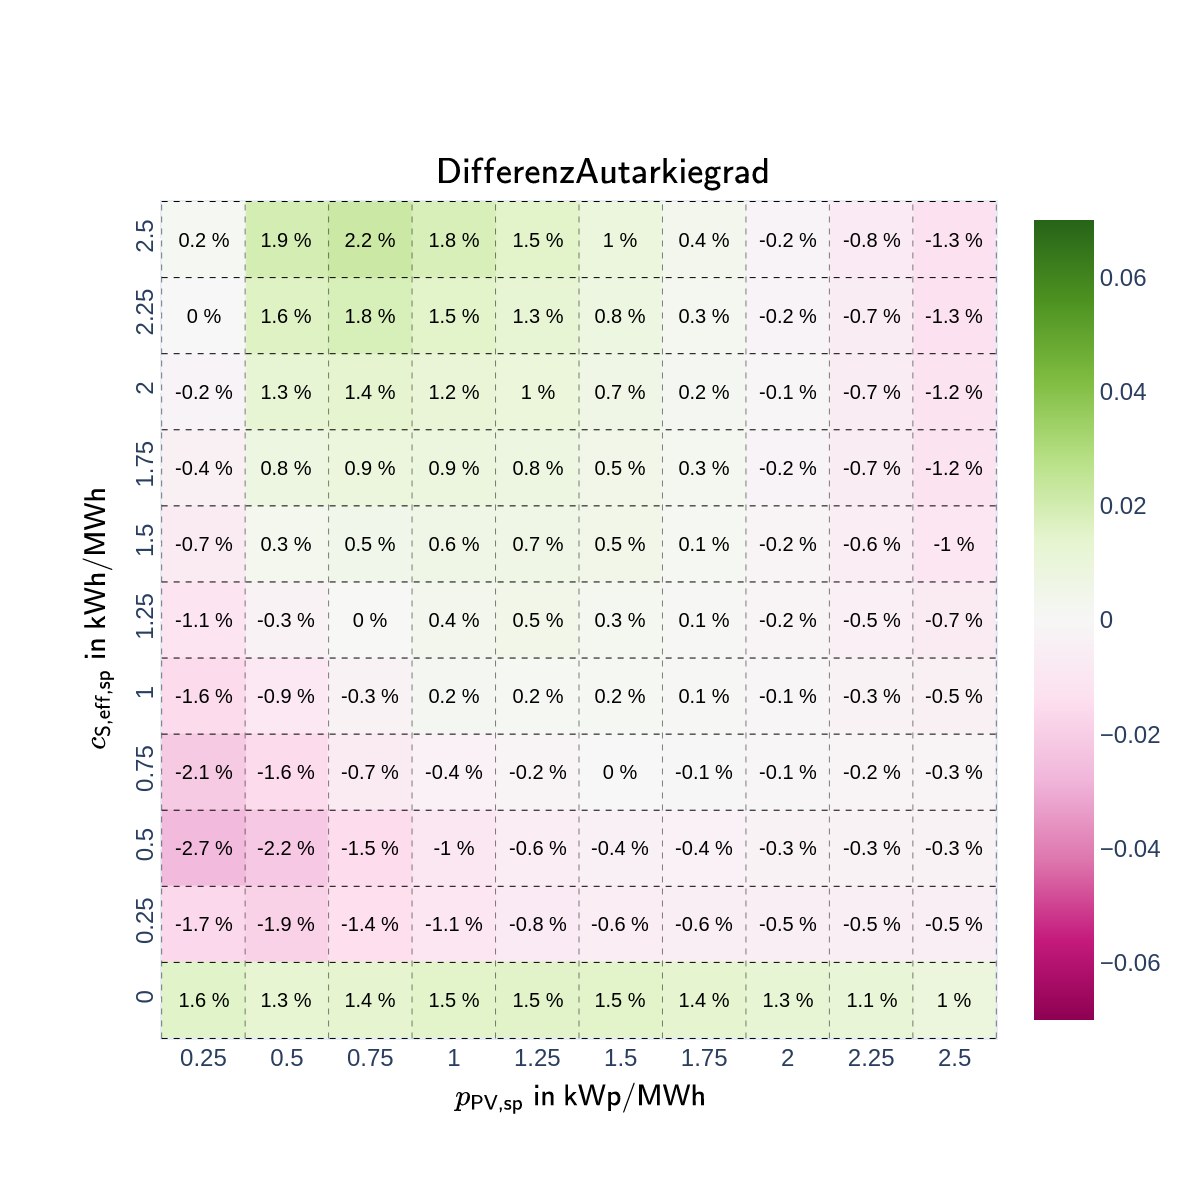 DifferenzAutarkiegrad
2.5 0.2 % 1.9 % 2.2 % 1.8 % 1.5 % 1 % 0.4 % -0.2 % -0.8 % -1.3 %
2.25 0 % 1.6 % 1.8 % 1.5 % 1.3 % 0.8 % 0.3 % -0.2 % -0.7 % -1.3 %
2 -0.2 % 1.3 % 1.4 % 1.2 % 1 % 0.7 % 0.2 % -0.1 % -0.7 % -1.2 %
1.75 -0.4 % 0.8 % 0.9 % 0.9 % 0.8 % 0.5 % 0.3 % -0.2 % -0.7 % -1.2 %
1.5 -0.7 % 0.3 % 0.5 % 0.6 % 0.7 % 0.5 % 0.1 % -0.2 % -0.6 % -1 %
1.25 -1.1 % -0.3 % 0 % 0.4 % 0.5 % 0.3 % 0.1 % -0.2 % -0.5 % -0.7 %
1 -1.6 % -0.9 % -0.3 % 0.2 % 0.2 % 0.2 % 0.1 % -0.1 % -0.3 % -0.5 %
0.75 -2.1 % -1.6 % -0.7 % -0.4 % -0.2 % 0 % -0.1 % -0.1 % -0.2 % -0.3 %
0.5 -2.7 % -2.2 % -1.5 % -1 % -0.6 % -0.4 % -0.4 % -0.3 % -0.3 % -0.3 %
0.25 -1.7 % -1.9 % -1.4 % -1.1 % -0.8 % -0.6 % -0.6 % -0.5 % -0.5 % -0.5 %
0 1.6 % 1.3 % 1.4 % 1.5 % 1.5 % 1.5 % 1.4 % 1.3 % 1.1 % 1 %
0.25 0.5 0.75 1 1.25 1.5 1.75 2 2.25 2.5
pPV,sp in kWp/MWh
cS,eff,sp in kWh/MWh
0.06
0.04
0.02
0
−0.02
−0.04
−0.06